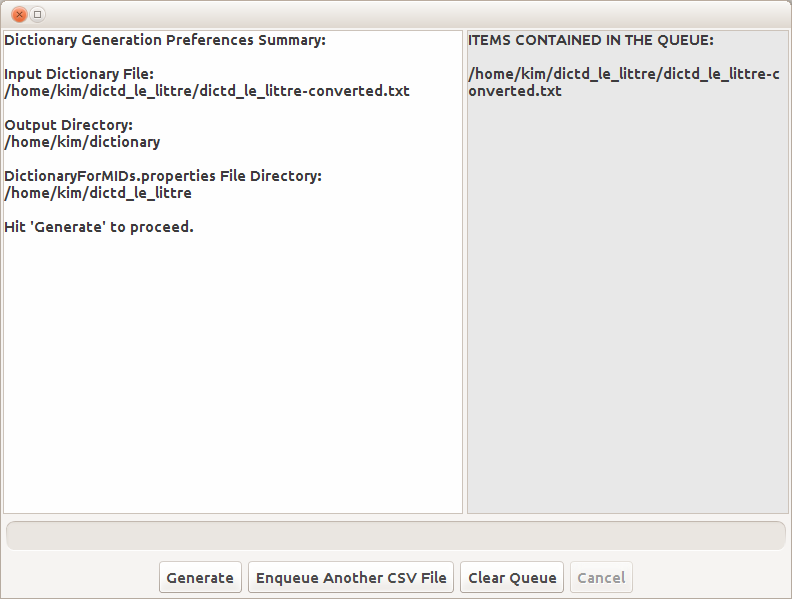 Dictionary Generation Preferences Summary:
Input Dictionary File:
/home/kim/dictd_le_littre/dictd_le_littre-converted.txt
Output Directory:
/home/kim/dictionary
DictionaryForMIDs.properties File Directory:
/home/kim/dictd_le_littre
Hit 'Generate' to proceed.
ITEMS CONTAINED IN THE QUEUE:
/home/kim/dictd_le_littre/dictd_le_littre-c
onverted.txt
Generate
Enqueue Another CSV File
Clear Queue
Cancel